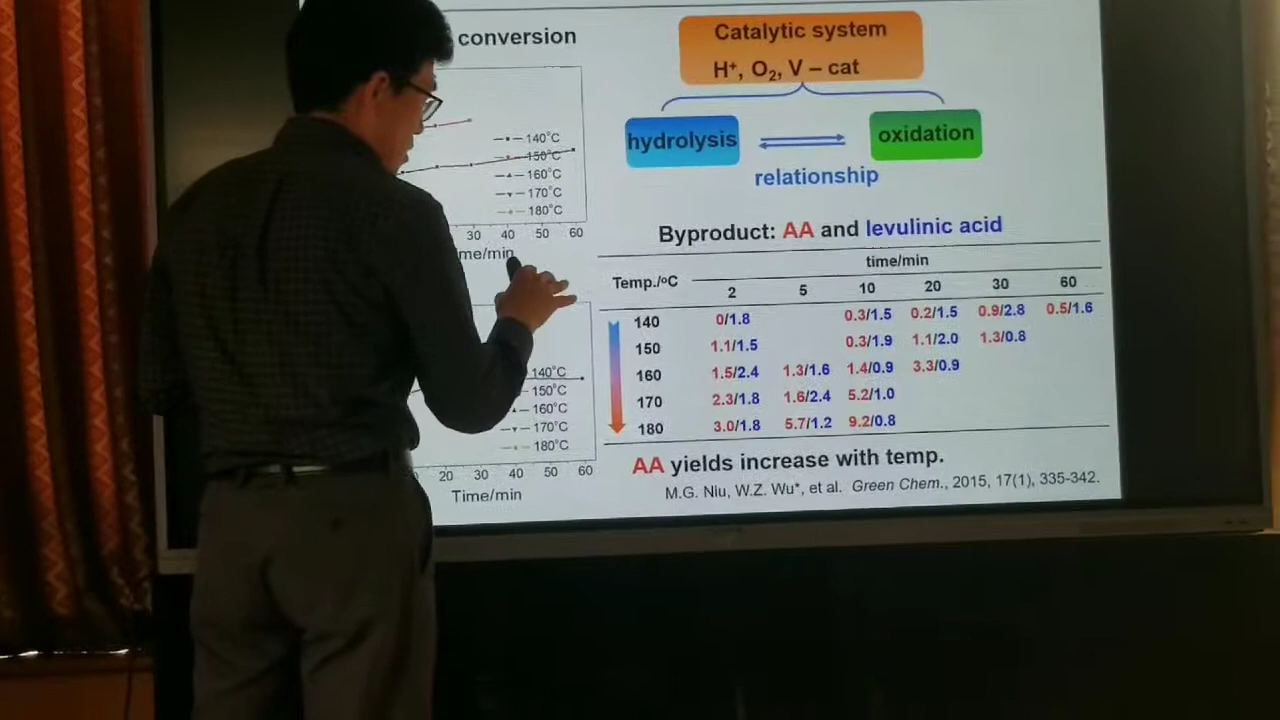 conversion
140°C
150°C
160°C
170°C
180°C
30 40 50 60
me/min
140°C
150°C
160°C
170°C
180°C
20 30 40 50 60
Time/min
Catalytic system
H⁺, O₂, V – cat
hydrolysis
oxidation
relationship
Byproduct: AA and levulinic acid
Temp./ºC
time/min
2 5 10 20 30 60
140 0/1.8 0.3/1.5 0.2/1.5 0.9/2.8 0.5/1.6
150 1.1/1.5 0.3/1.9 1.1/2.0 1.3/0.8
160 1.5/2.4 1.3/1.6 1.4/0.9 3.3/0.9
170 2.3/1.8 1.6/2.4 5.2/1.0
180 3.0/1.8 5.7/1.2 9.2/0.8
AA yields increase with temp.
M.G. Niu, W.Z. Wu*, et al. Green Chem., 2015, 17(1), 335-342.